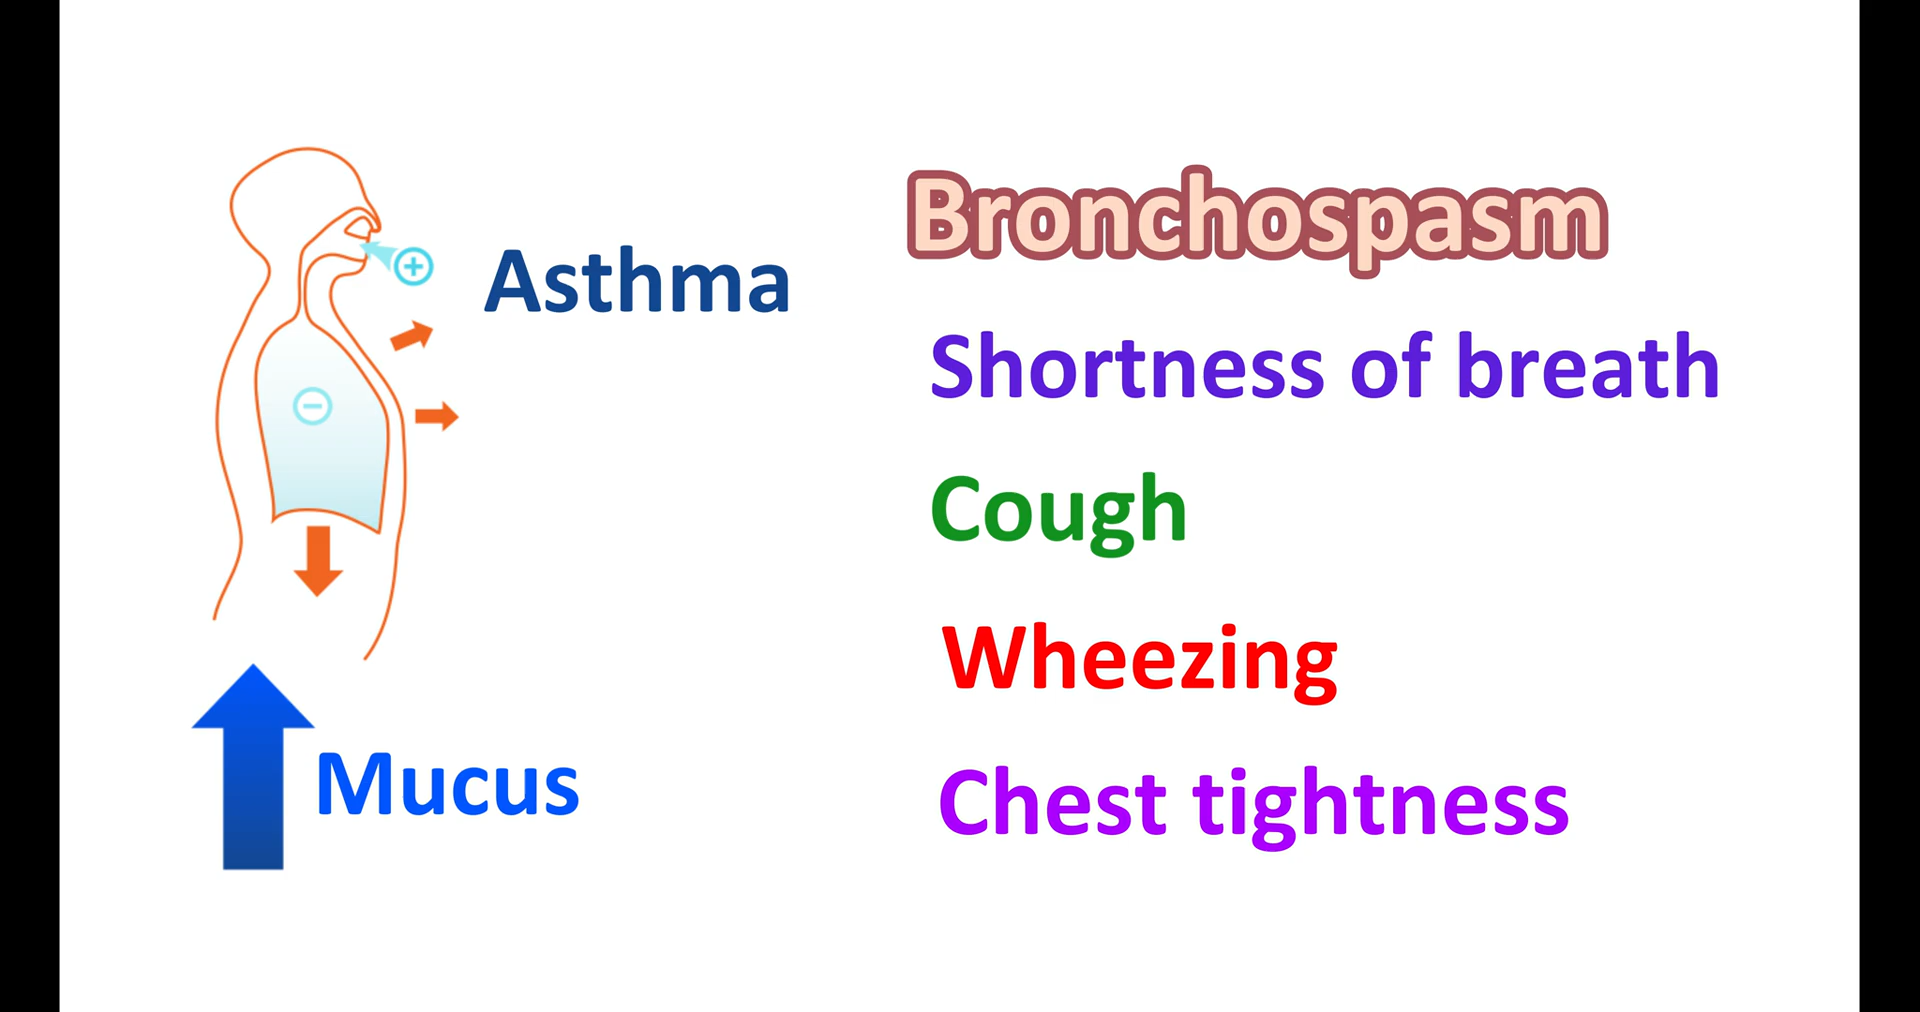 Asthma
Mucus
Bronchospasm
Shortness of breath
Cough
Wheezing
Chest tightness